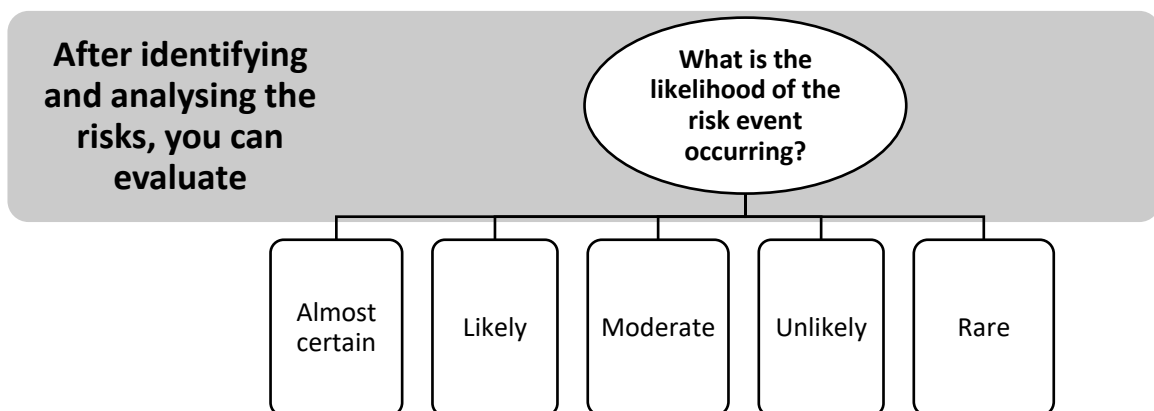 After identifying
and analysing the
risks, you can
evaluate
What is the
likelihood of the
risk event
occurring?
Almost
certain
Likely
Moderate
Unlikely
Rare